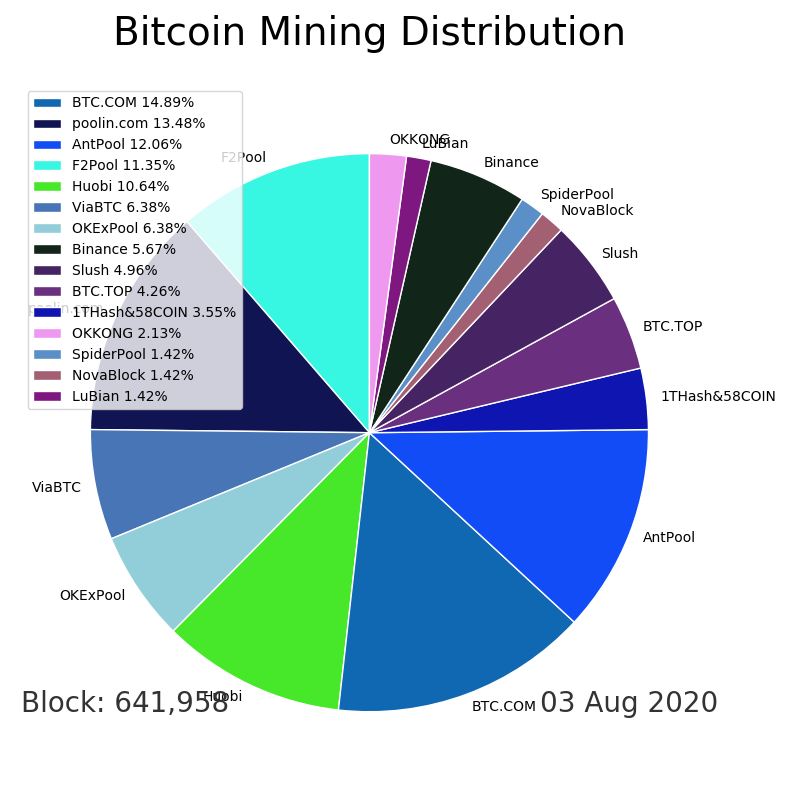 Bitcoin Mining Distribution
BTC.COM 14.89%
poolin.com 13.48%
AntPool 12.06%
F2Pool 11.35%
Huobi 10.64%
ViaBTC 6.38%
OKExPool 6.38%
Binance 5.67%
Slush 4.96%
BTC.TOP 4.26%
1THash&58COIN 3.55%
OKKONG 2.13%
SpiderPool 1.42%
NovaBlock 1.42%
LuBian 1.42%
OKKONG
LuBian
Binance
SpiderPool
NovaBlock
Slush
BTC.TOP
1THash&58COIN
AntPool
BTC.COM
Huobi
OKExPool
ViaBTC
poolin.com
F2Pool
Block: 641,958
03 Aug 2020